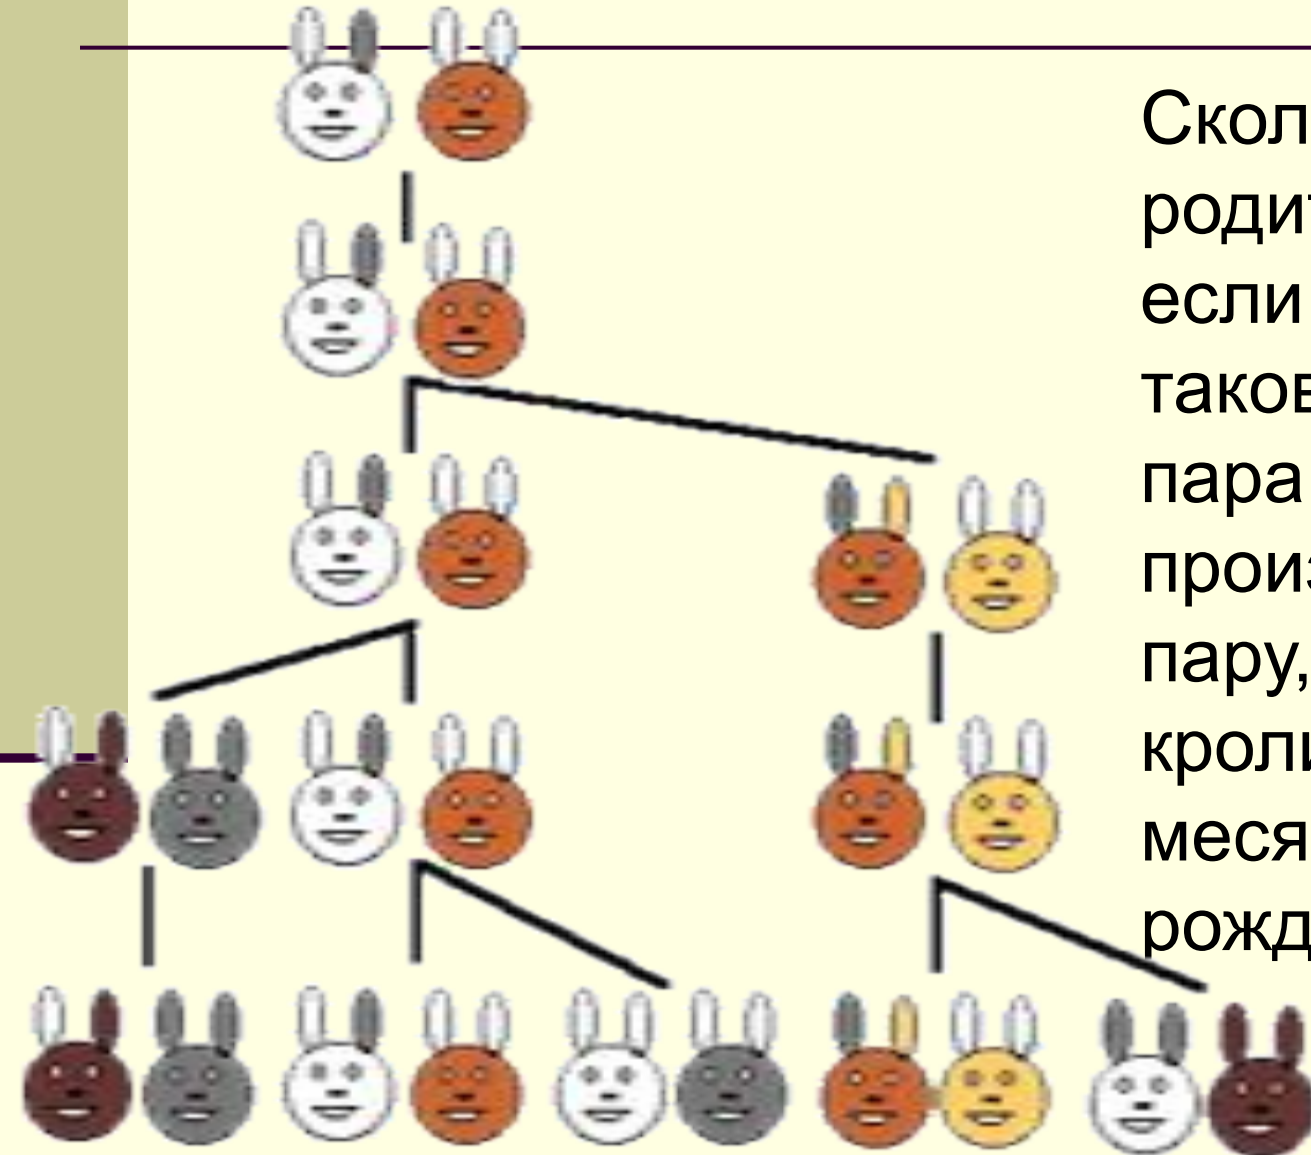 Скол
родит
если
таков
пара
произ
пару,
кроли
меся
рожд